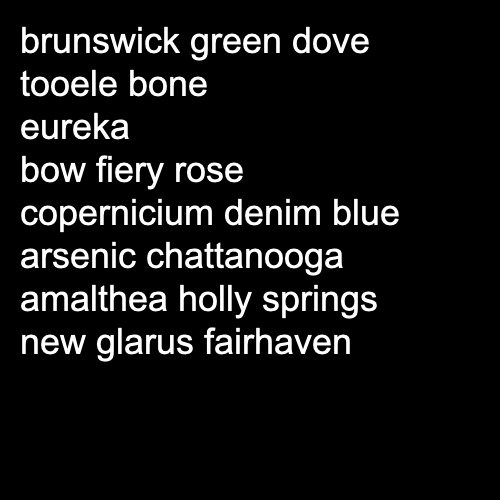 brunswick green dove
tooele bone
eureka
bow fiery rose
copernicium denim blue
arsenic chattanooga
amalthea holly springs
new glarus fairhaven